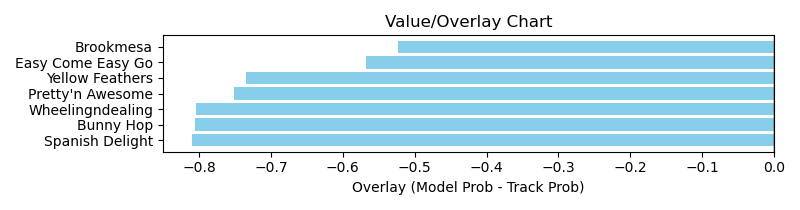 Value/Overlay Chart
Brookmesa
Easy Come Easy Go
Yellow Feathers
Pretty'n Awesome
Wheelingndealing
Bunny Hop
Spanish Delight
−0.8 −0.7 −0.6 −0.5 −0.4 −0.3 −0.2 −0.1 0.0
Overlay (Model Prob - Track Prob)